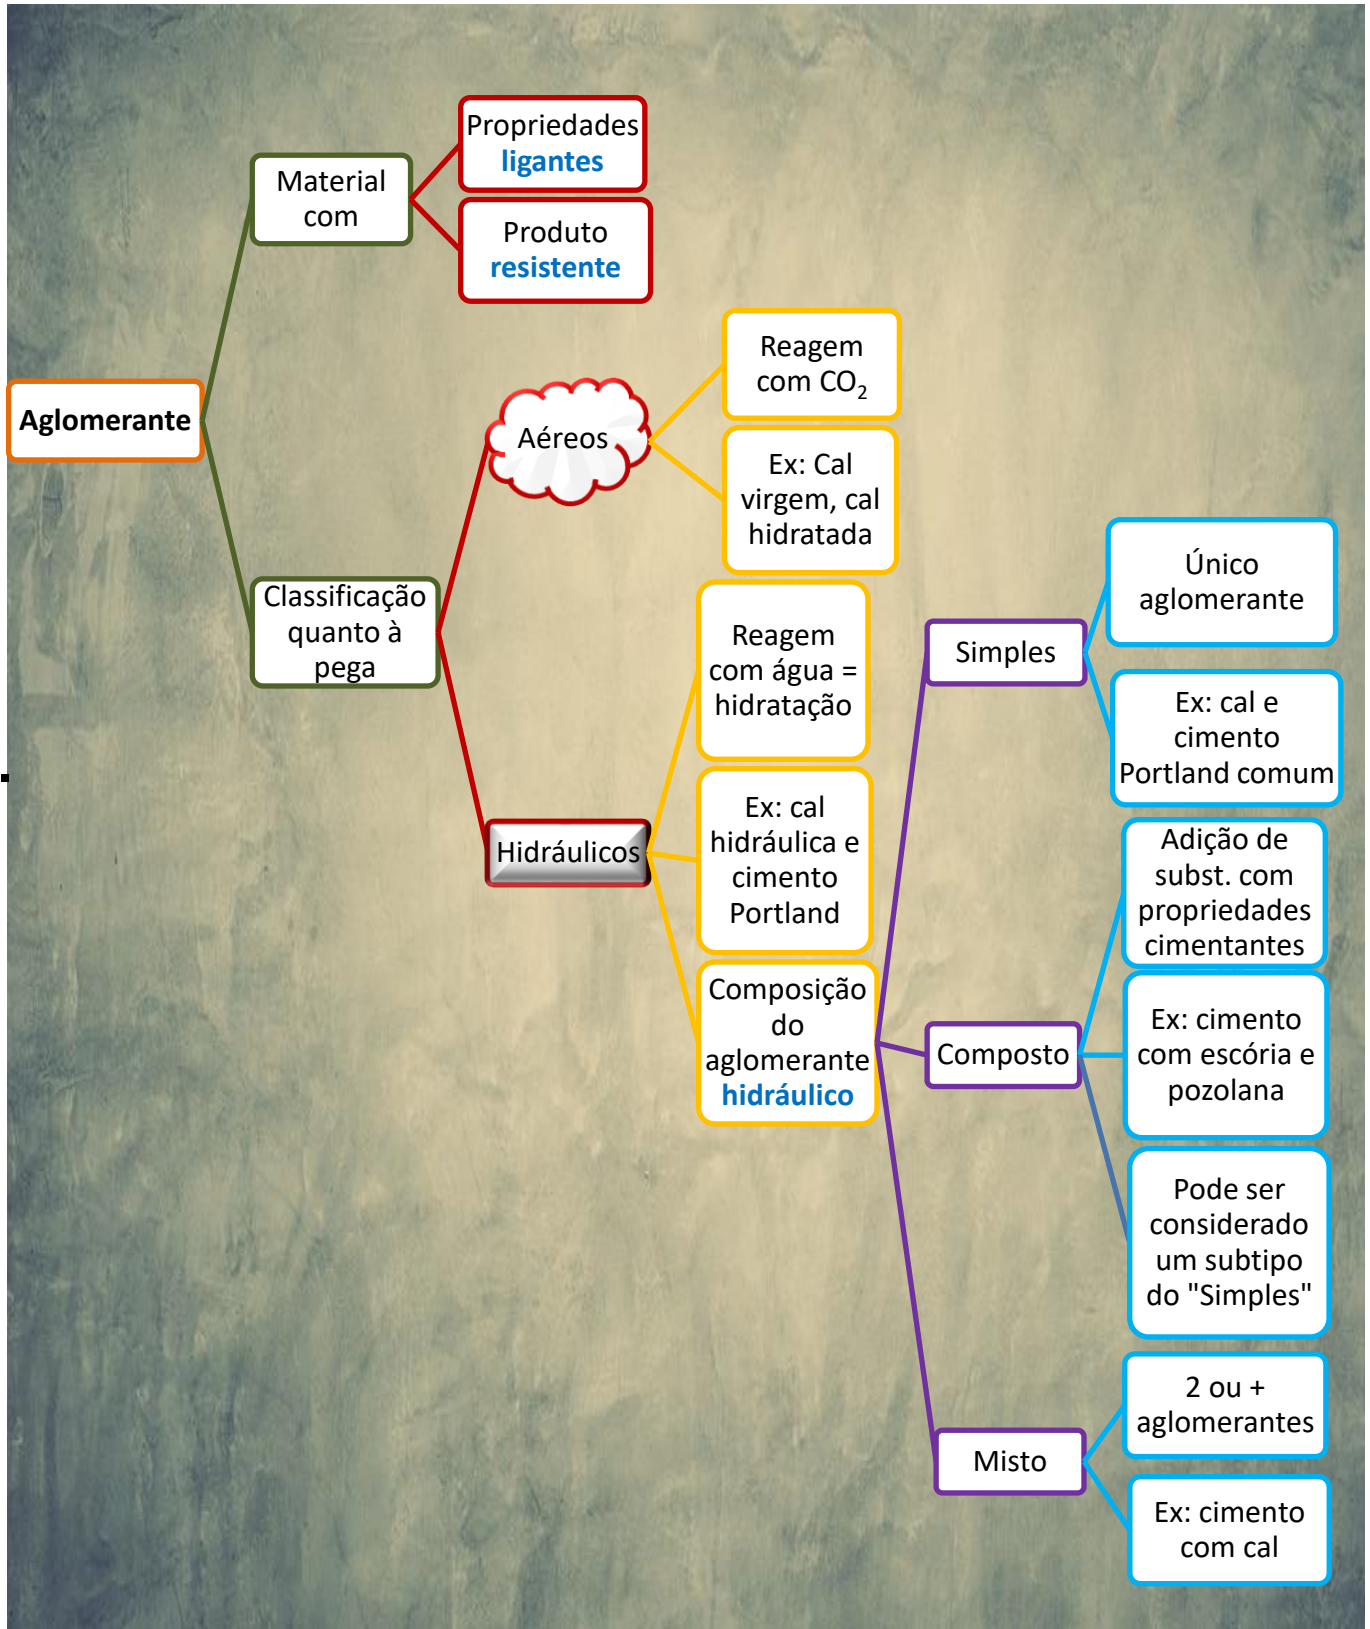 Aglomerante
Material
com
Propriedades
ligantes
Produto
resistente
Classificação
quanto à
pega
Aéreos
Reagem
com CO₂
Ex: Cal
virgem, cal
hidratada
Hidráulicos
Reagem
com água =
hidratação
Ex: cal
hidráulica e
cimento
Portland
Composição
do
aglomerante
hidráulico
Simples
Único
aglomerante
Ex: cal e
cimento
Portland comum
Composto
Adição de
subst. com
propriedades
cimentantes
Ex: cimento
com escória e
pozolana
Pode ser
considerado
um subtipo
do "Simples"
Misto
2 ou +
aglomerantes
Ex: cimento
com cal